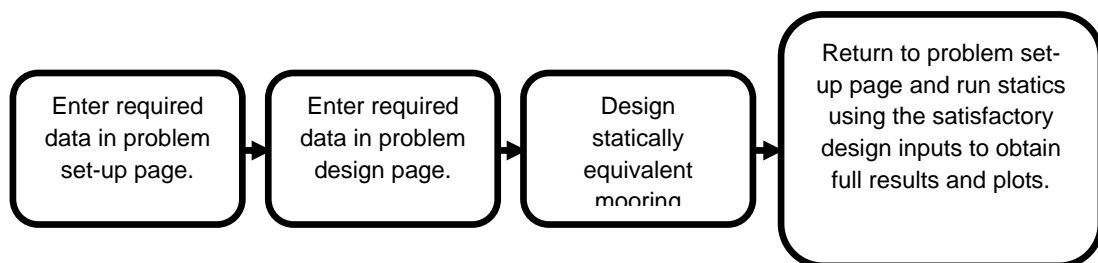 Enter required
data in problem
set-up page.
Enter required
data in problem
design page.
Design
statically
equivalent
mooring
Return to problem set-
up page and run statics
using the satisfactory
design inputs to obtain
full results and plots.